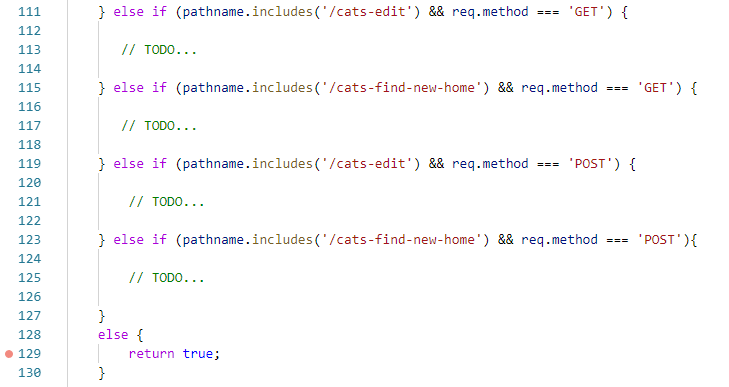 111 } else if (pathname.includes('/cats-edit') && req.method === 'GET') {
112
113 // TODO...
114
115 } else if (pathname.includes('/cats-find-new-home') && req.method === 'GET') {
116
117 // TODO...
118
119 } else if (pathname.includes('/cats-edit') && req.method === 'POST') {
120
121 // TODO...
122
123 } else if (pathname.includes('/cats-find-new-home') && req.method === 'POST'){
124
125 // TODO...
126
127 }
128 else {
129 return true;
130 }